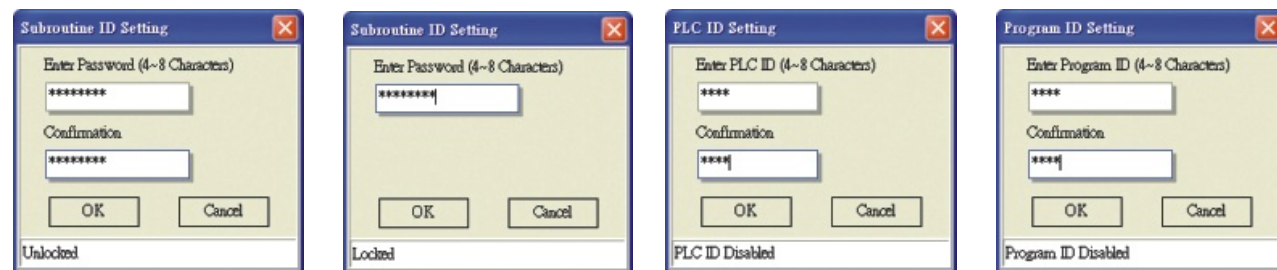 Subroutine ID Setting
Enter Password (4~8 Characters)
********
Confirmation
********
OK Cancel
Unlocked
Subroutine ID Setting
Enter Password (4~8 Characters)
********
OK Cancel
Locked
PLC ID Setting
Enter PLC ID (4~8 Characters)
****
Confirmation
****
OK Cancel
PLC ID Disabled
Program ID Setting
Enter Program ID (4~8 Characters)
****
Confirmation
****
OK Cancel
Program ID Disabled